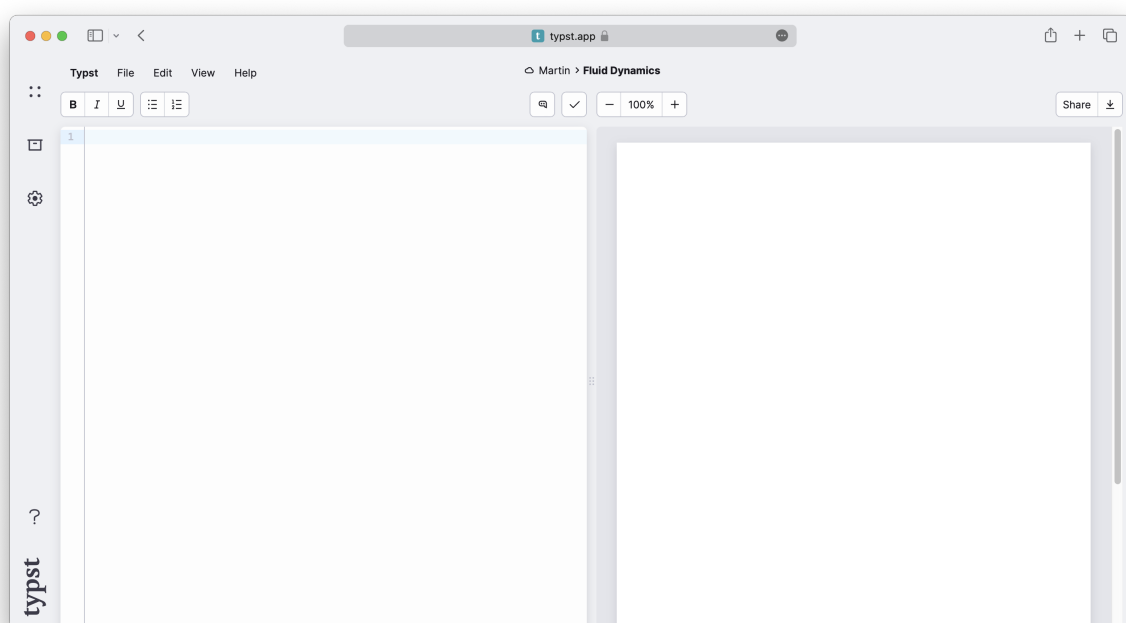 typst.app
Typst File Edit View Help
Martin > Fluid Dynamics
B I U
100%
Share
1
?
typst